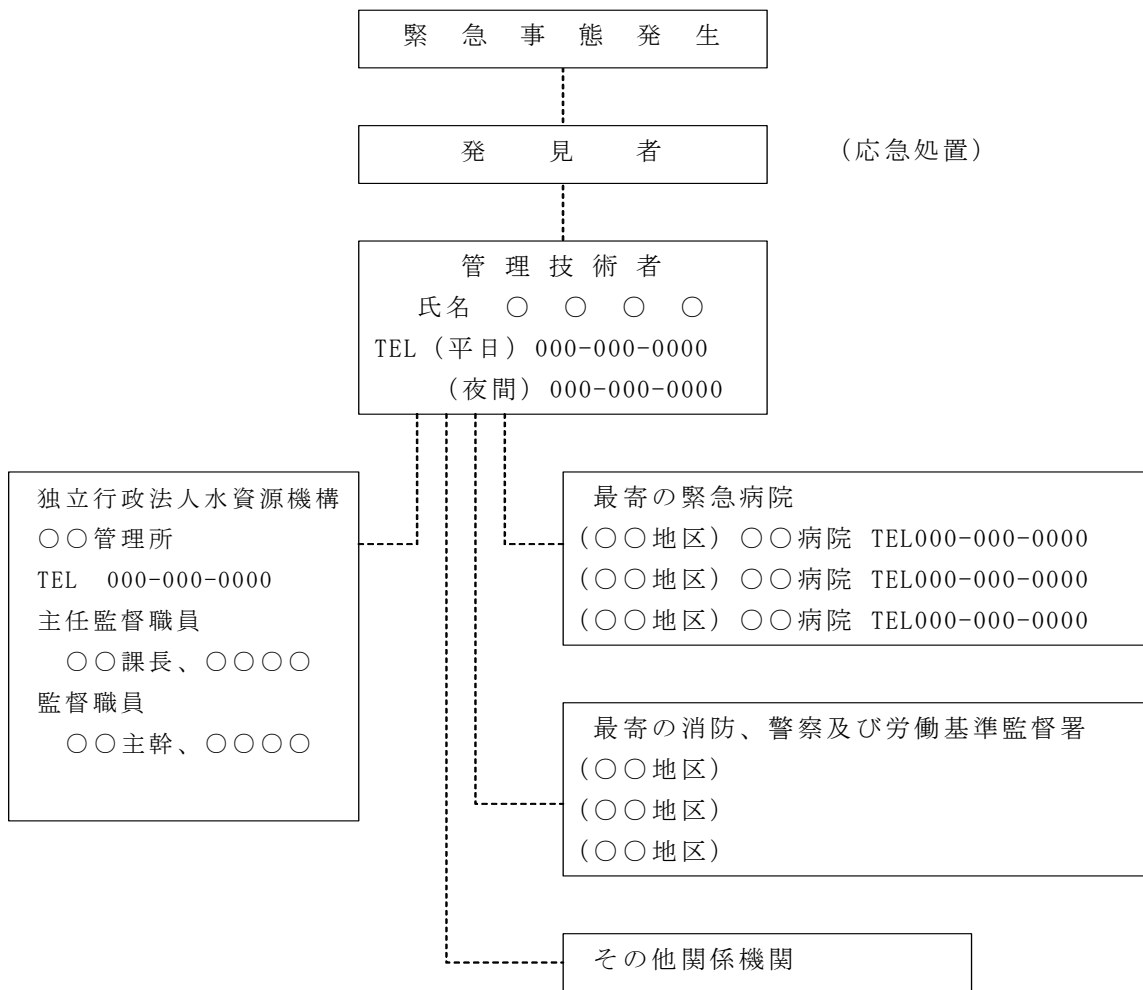 緊急事態発生
発見者
(応急処置)
管理技術者
氏名 ○ ○ ○ ○
TEL(平日)000-000-0000
(夜間)000-000-0000
独立行政法人水資源機構
○○管理所
TEL 000-000-0000
主任監督職員
○○課長、○○○○
監督職員
○○主幹、○○○○
最寄の緊急病院
(○○地区)○○病院 TEL000-000-0000
(○○地区)○○病院 TEL000-000-0000
(○○地区)○○病院 TEL000-000-0000
最寄の消防、警察及び労働基準監督署
(○○地区)
(○○地区)
(○○地区)
その他関係機関